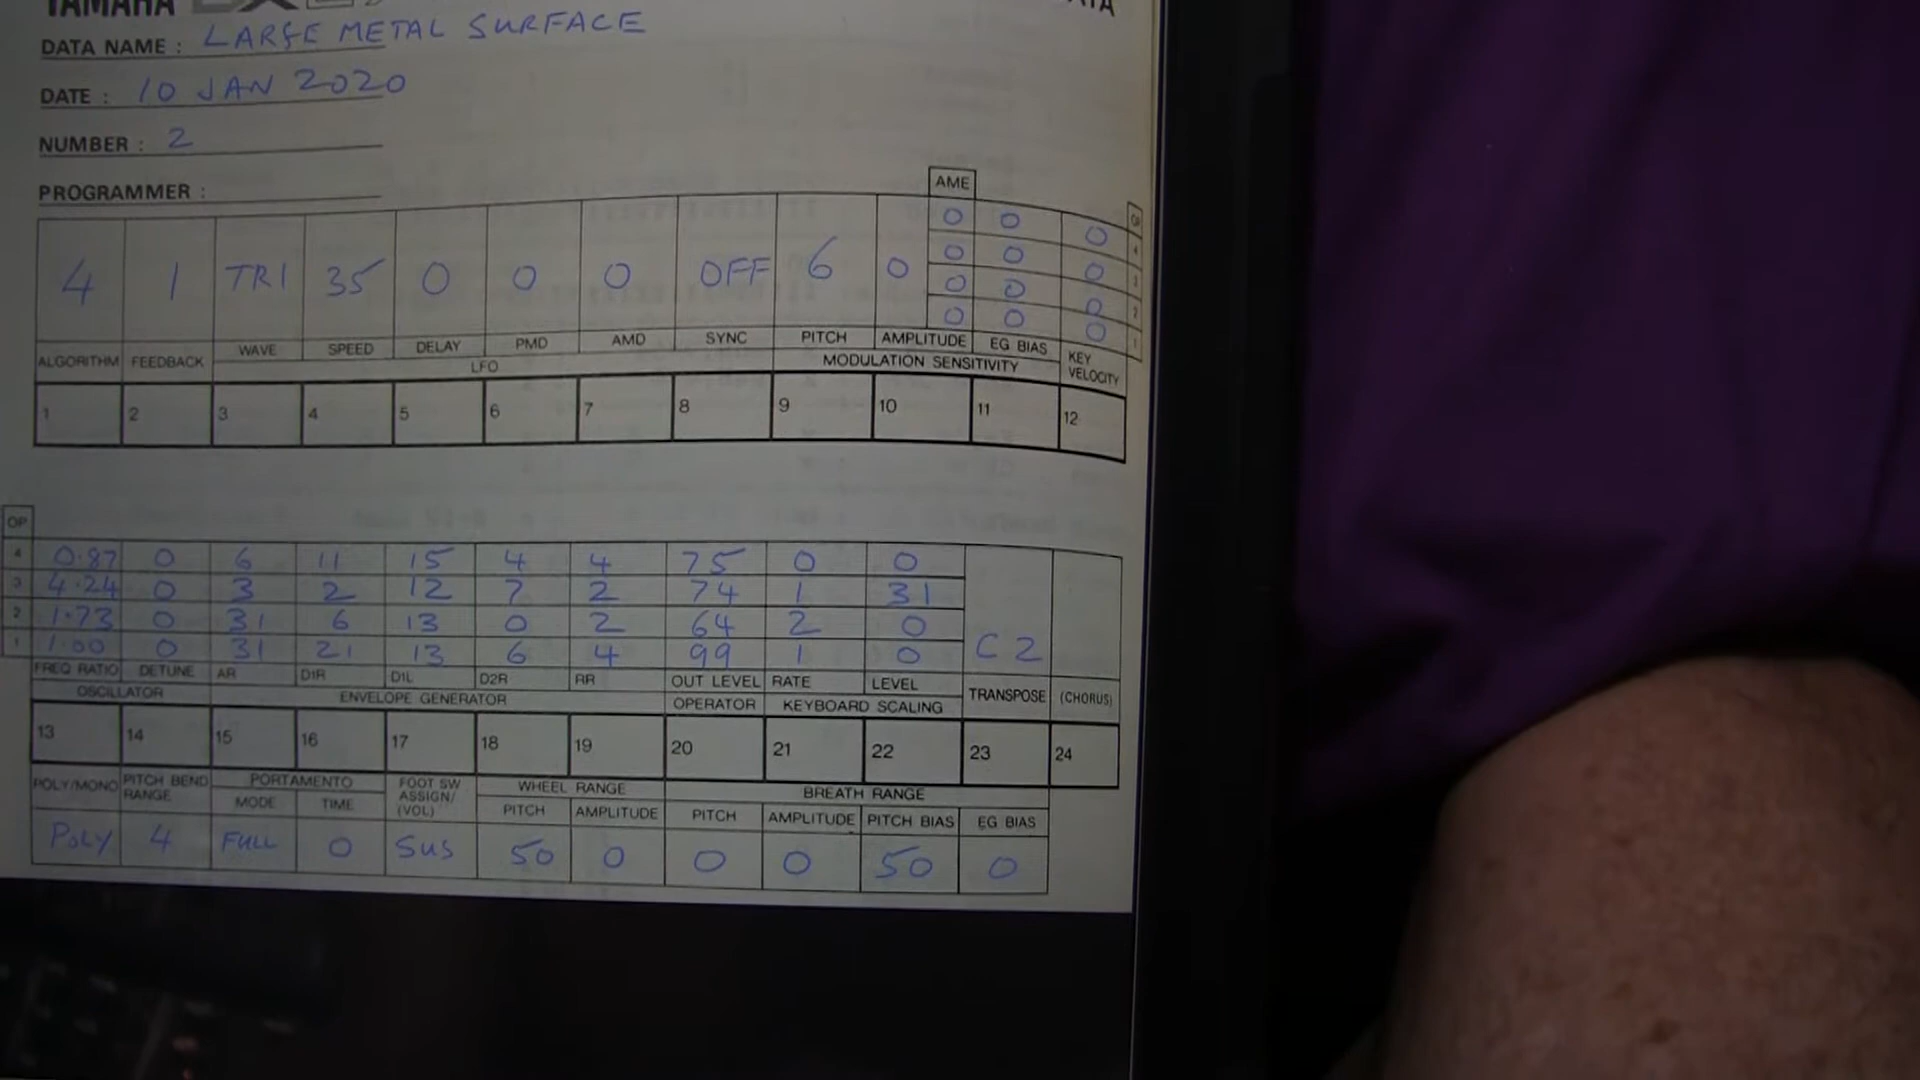 YAMAHA
DATA NAME : LARGE METAL SURFACE
DATE : 10 JAN 2020
NUMBER : 2
PROGRAMMER :
AME
4 1 TRI 35 0 0 0 OFF 6 0
0 0 0
0 0 0
0 0 0
0 0 0
ALGORITHM FEEDBACK WAVE SPEED DELAY PMD AMD SYNC PITCH AMPLITUDE EG BIAS KEY VELOCITY
LFO MODULATION SENSITIVITY
1 2 3 4 5 6 7 8 9 10 11 12
OP
4 0.87 0 6 11 15 4 4 75 0 0
3 4.24 0 3 2 12 7 2 74 1 31
2 1.73 0 31 6 13 0 2 64 2 0
1 1.00 0 31 21 13 6 4 99 1 0 C2
FREQ RATIO DETUNE AR D1R D1L D2R RR OUT LEVEL RATE LEVEL TRANSPOSE (CHORUS)
OSCILLATOR ENVELOPE GENERATOR OPERATOR KEYBOARD SCALING
13 14 15 16 17 18 19 20 21 22 23 24
POLY/MONO PITCH BEND RANGE PORTAMENTO FOOT SW ASSIGN/ (VOL) WHEEL RANGE BREATH RANGE
MODE TIME PITCH AMPLITUDE PITCH AMPLITUDE PITCH BIAS EG BIAS
POLY 4 FULL 0 SUS 50 0 0 0 50 0